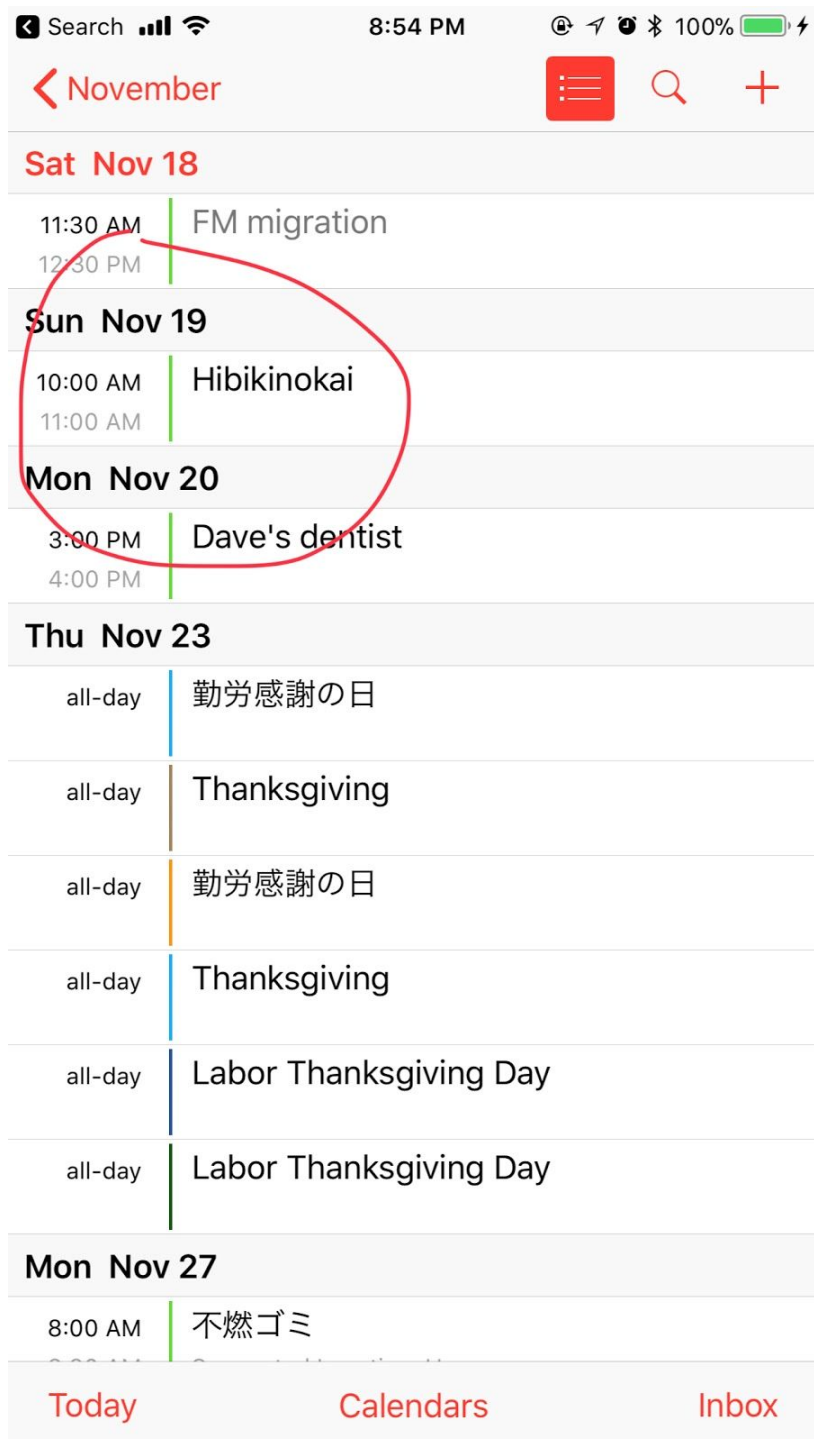 Search 8:54 PM 100%
November
Sat Nov 18
11:30 AM FM migration
12:30 PM
Sun Nov 19
10:00 AM Hibikinokai
11:00 AM
Mon Nov 20
3:00 PM Dave's dentist
4:00 PM
Thu Nov 23
all-day 勤労感謝の日
all-day Thanksgiving
all-day 勤労感謝の日
all-day Thanksgiving
all-day Labor Thanksgiving Day
all-day Labor Thanksgiving Day
Mon Nov 27
8:00 AM 不燃ゴミ
Today Calendars Inbox